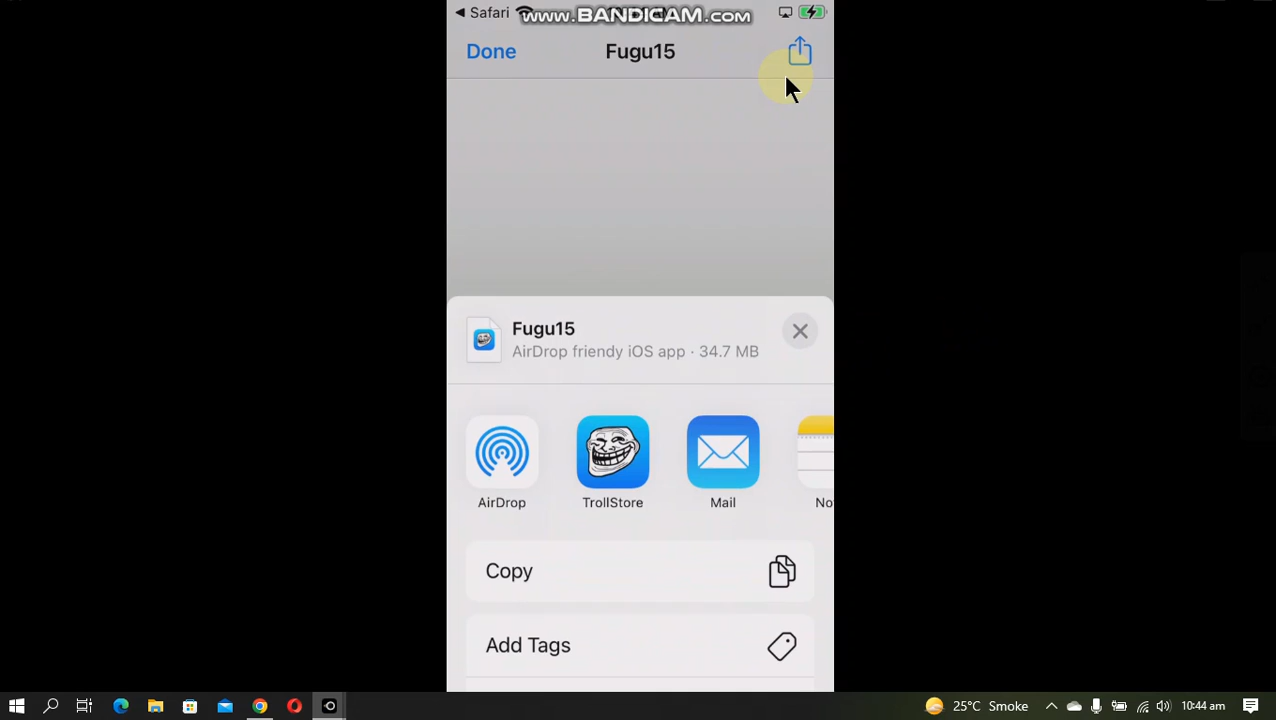 ◀ Safari
www.BANDICAM.com
Done
Fugu15
Fugu15
AirDrop friendy iOS app · 34.7 MB
AirDrop
TrollStore
Mail
No
Copy
Add Tags
25°C Smoke
10:44 am